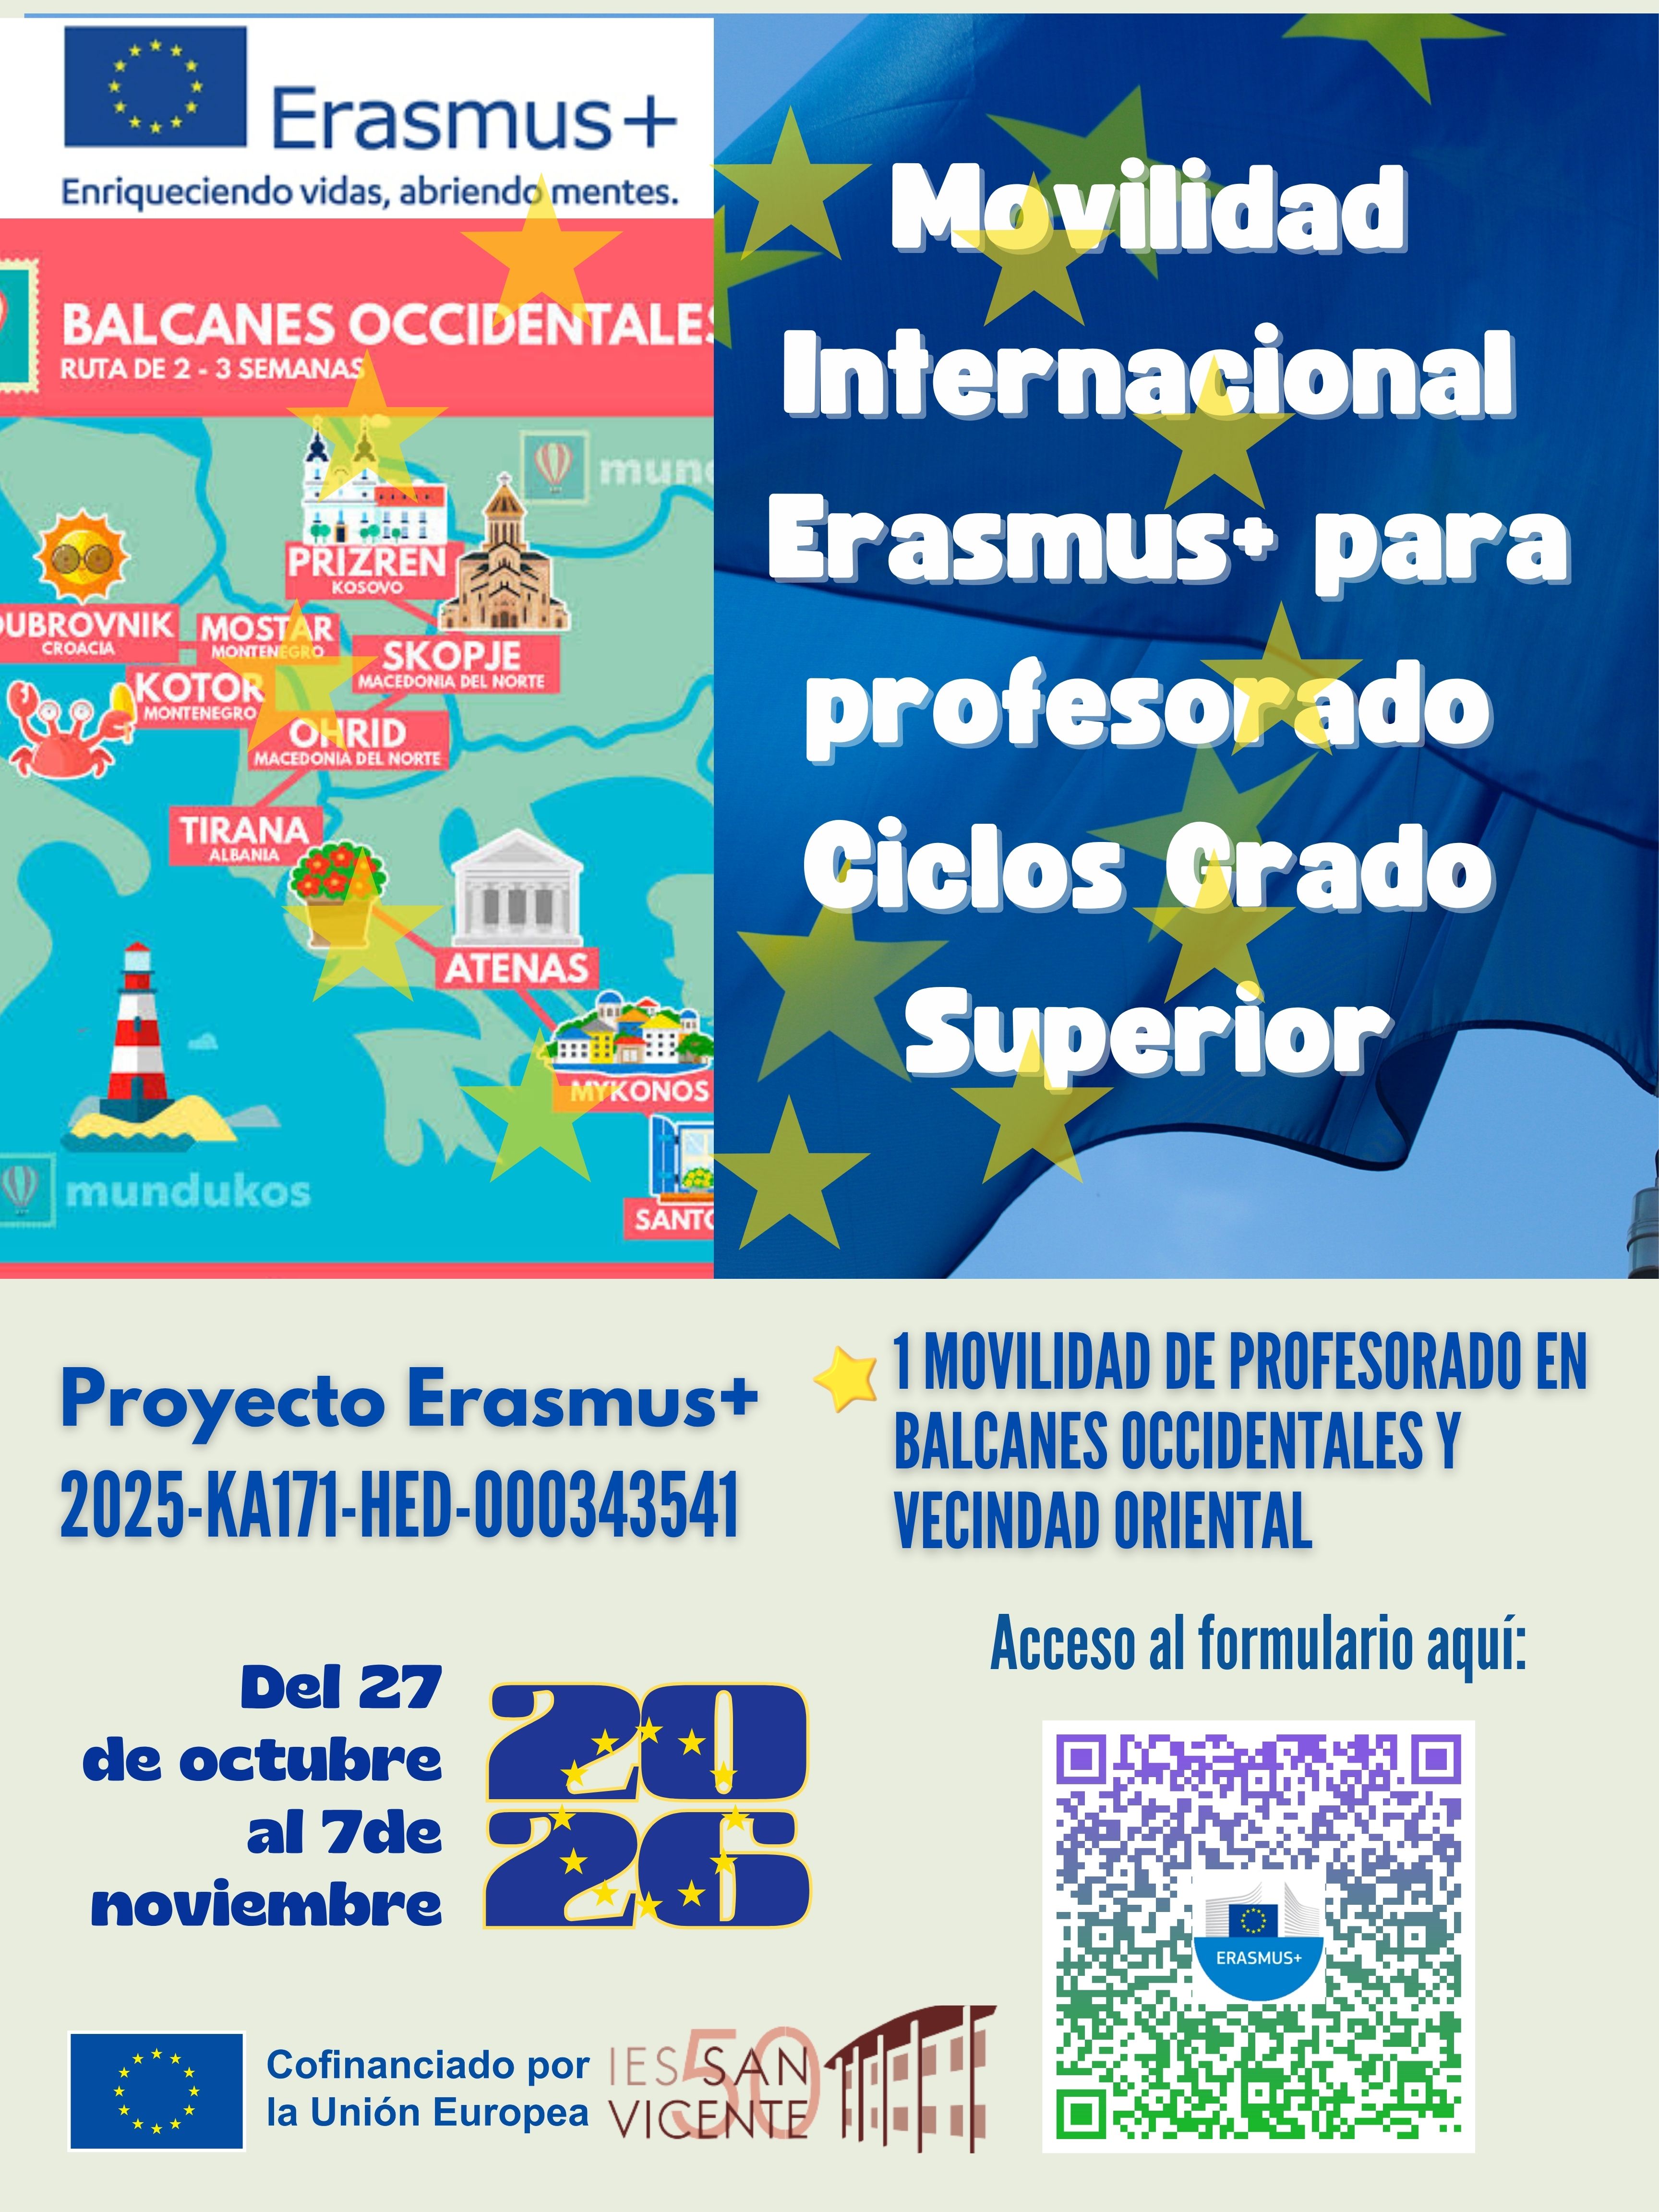 Erasmus+
Enriqueciendo vidas, abriendo mentes.
BALCANES OCCIDENTALES
RUTA DE 2 - 3 SEMANAS
PRIZREN
KOSOVO
DUBROVNIK
CROACIA
MOSTAR
MONTENEGRO
SKOPJE
MACEDONIA DEL NORTE
KOTOR
MONTENEGRO
OHRID
MACEDONIA DEL NORTE
TIRANA
ALBANIA
ATENAS
MYKONOS
mundukos
Movilidad
Internacional
Erasmus+ para
profesorado
Ciclos Grado
Superior
Proyecto Erasmus+
2025-KA171-HED-000343541
1 MOVILIDAD DE PROFESORADO EN
BALCANES OCCIDENTALES Y
VECINDAD ORIENTAL
Acceso al formulario aquí:
Del 27
de octubre
al 7de
noviembre
20
26
ERASMUS+
Cofinanciado por
la Unión Europea
50
IES SAN
VICENTE